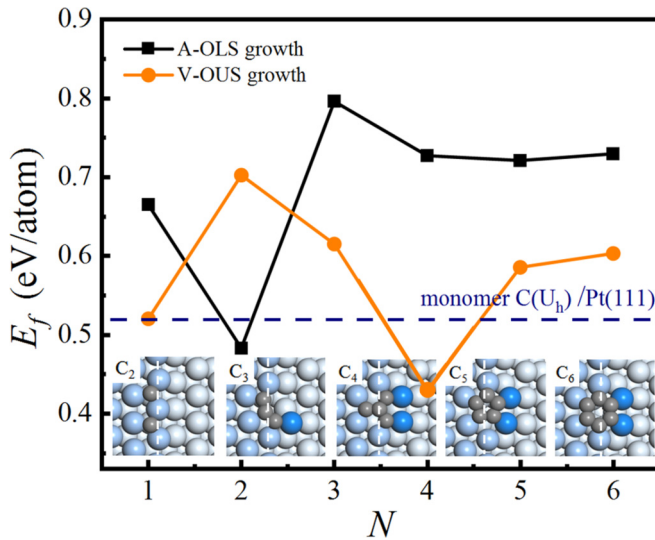 0.9
0.8
0.7
0.6
0.5
0.4
E_f (eV/atom)
A-OLS growth
V-OUS growth
monomer C(U_h) /Pt(111)
C_2
C_3
C_4
C_5
C_6
1 2 3 4 5 6
N